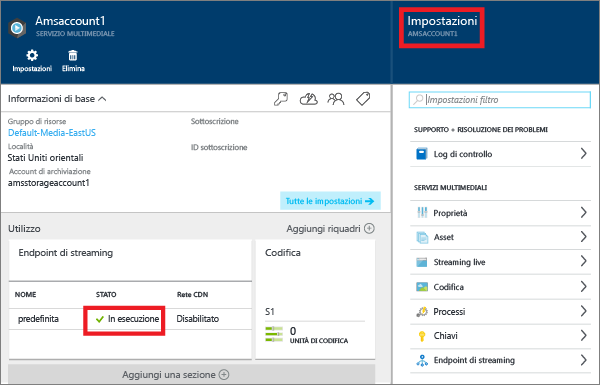 Amsaccount1
SERVIZIO MULTIMEDIALE
Impostazioni
Elimina
Informazioni di base
Gruppo di risorse
Default-Media-EastUS
Località
Stati Uniti orientali
Account di archiviazione
amsstorageaccount1
Sottoscrizione
ID sottoscrizione
Tutte le impostazioni
Utilizzo
Aggiungi riquadri
Endpoint di streaming
NOME STATO Rete CDN
predefinita In esecuzione Disabilitato
Codifica
S1
0
UNITÀ DI CODIFICA
Aggiungi una sezione
Impostazioni
AMSACCOUNT1
Impostazioni filtro
SUPPORTO + RISOLUZIONE DEI PROBLEMI
Log di controllo
SERVIZI MULTIMEDIALI
Proprietà
Asset
Streaming live
Codifica
Processi
Chiavi
Endpoint di streaming